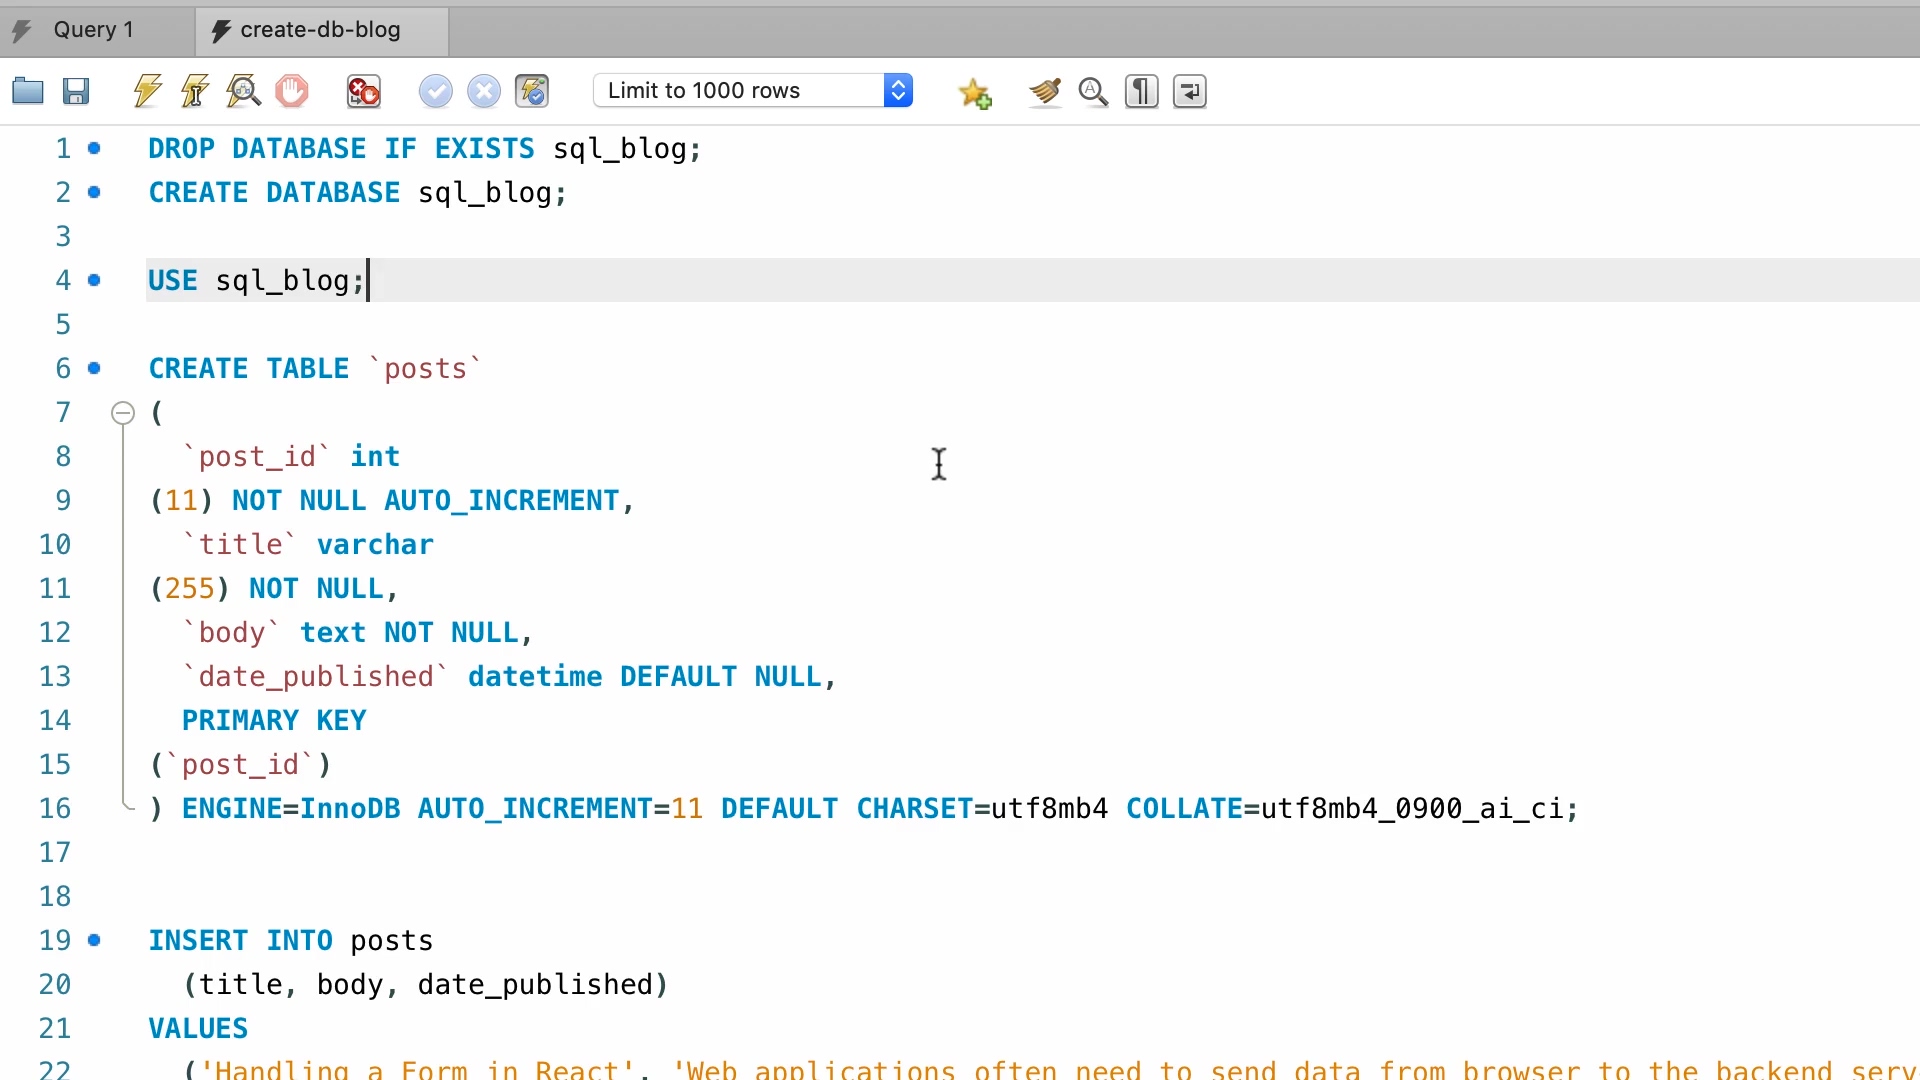 Query 1
create-db-blog
Limit to 1000 rows
1 DROP DATABASE IF EXISTS sql_blog;
2 CREATE DATABASE sql_blog;
3
4 USE sql_blog;
5
6 CREATE TABLE `posts`
7 (
8 `post_id` int
9 (11) NOT NULL AUTO_INCREMENT,
10 `title` varchar
11 (255) NOT NULL,
12 `body` text NOT NULL,
13 `date_published` datetime DEFAULT NULL,
14 PRIMARY KEY
15 (`post_id`)
16 ) ENGINE=InnoDB AUTO_INCREMENT=11 DEFAULT CHARSET=utf8mb4 COLLATE=utf8mb4_0900_ai_ci;
17
18
19 INSERT INTO posts
20 (title, body, date_published)
21 VALUES
22 ('Handling a Form in React', 'Web applications often need to send data from browser to the backend serv